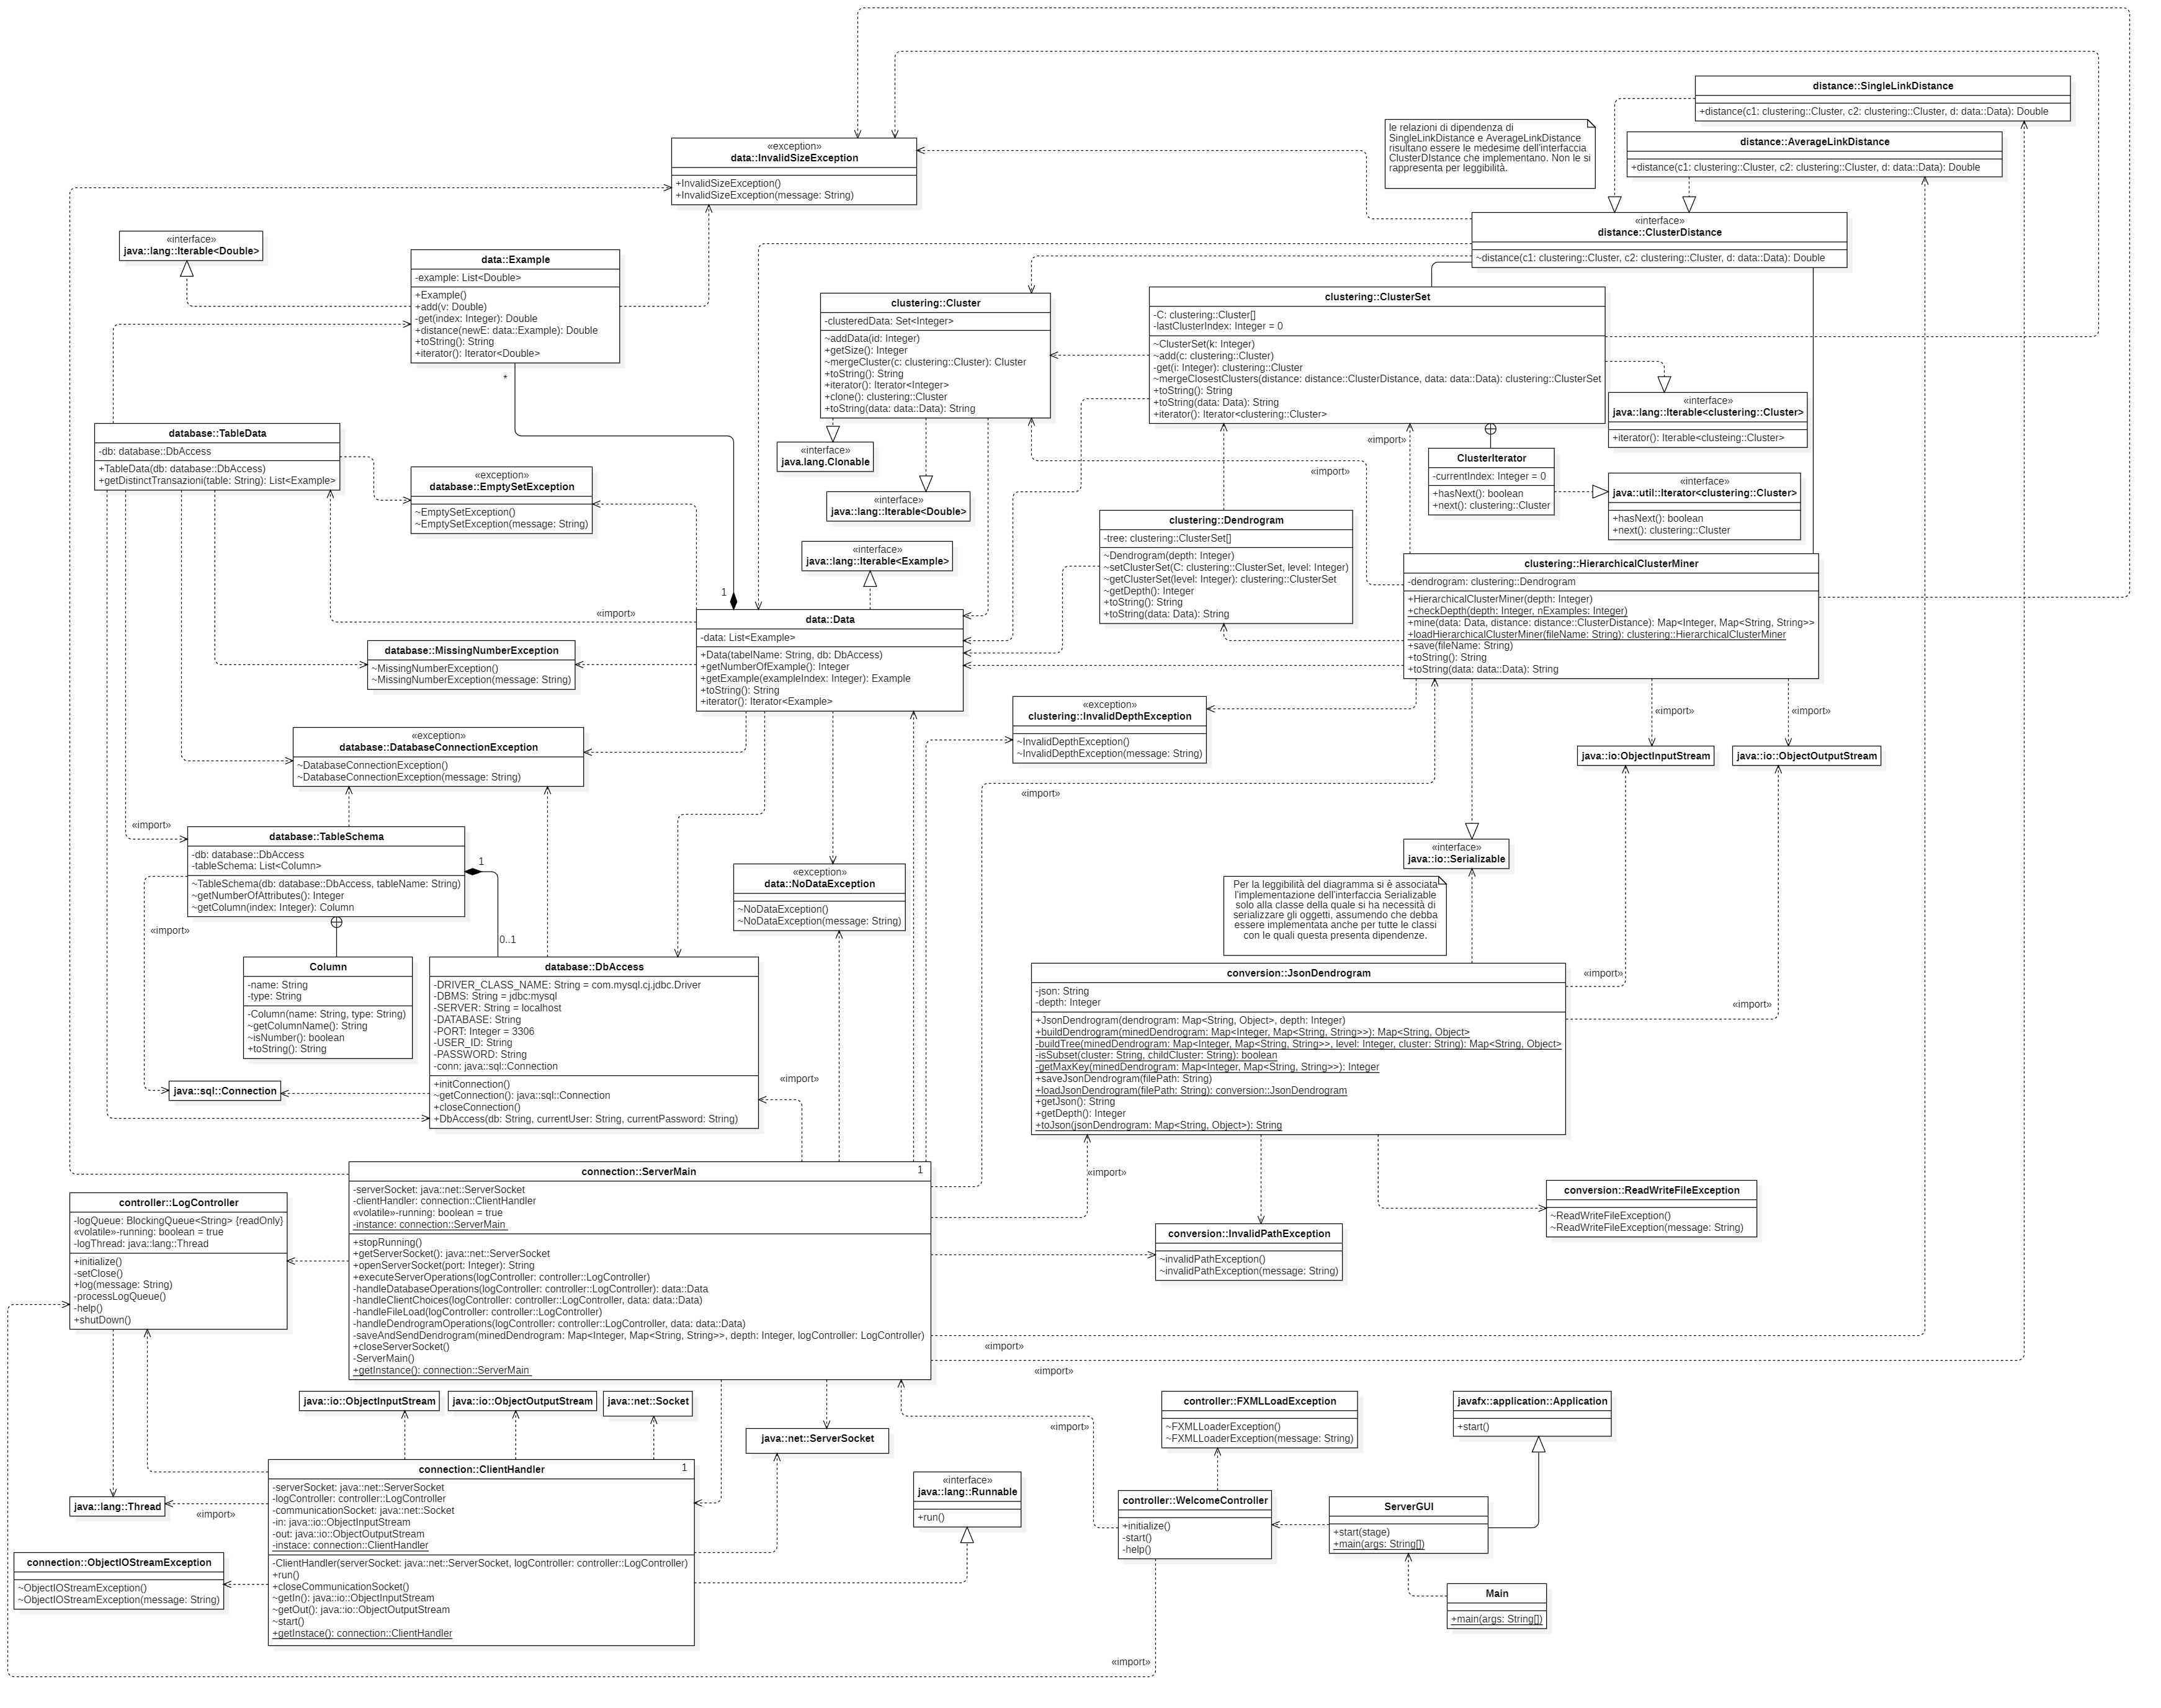 distance::SingleLinkDistance
+distance(c1: clustering::Cluster, c2: clustering::Cluster, d: data::Data): Double
le relazioni di dipendenza di
SingleLinkDistance e AverageLinkDistance
risultano essere le medesime dell'interfaccia
ClusterDIstance che implementano. Non le si
rappresenta per leggibilità.
distance::AverageLinkDistance
+distance(c1: clustering::Cluster, c2: clustering::Cluster, d: data::Data): Double
«exception»
data::InvalidSizeException
+InvalidSizeException()
+InvalidSizeException(message: String)
«interface»
distance::ClusterDistance
~distance(c1: clustering::Cluster, c2: clustering::Cluster, d: data::Data): Double
«interface»
java::lang::Iterable<Double>
data::Example
-example: List<Double>
+Example()
+add(v: Double)
-get(index: Integer): Double
+distance(newE: data::Example): Double
+toString(): String
+iterator(): Iterator<Double>
*
clustering::Cluster
-clusteredData: Set<Integer>
~addData(id: Integer)
+getSize(): Integer
~mergeCluster(c: clustering::Cluster): Cluster
+toString(): String
+iterator(): Iterator<Integer>
+clone(): clustering::Cluster
+toString(data: data::Data): String
clustering::ClusterSet
-C: clustering::Cluster[]
-lastClusterIndex: Integer = 0
~ClusterSet(k: Integer)
~add(c: clustering::Cluster)
-get(i: Integer): clustering::Cluster
~mergeClosestClusters(distance: distance::ClusterDistance, data: data::Data): clustering::ClusterSet
+toString(): String
+toString(data: Data): String
+iterator(): Iterator<clustering::Cluster>
«interface»
java::lang::Iterable<clustering::Cluster>
+iterator(): Iterable<clusteing::Cluster>
database::TableData
-db: database::DbAccess
+TableData(db: database::DbAccess)
+getDistinctTransazioni(table: String): List<Example>
«exception»
database::EmptySetException
~EmptySetException()
~EmptySetException(message: String)
«interface»
java.lang.Clonable
«interface»
java::lang::Iterable<Double>
«import»
«import»
ClusterIterator
-currentIndex: Integer = 0
+hasNext(): boolean
+next(): clustering::Cluster
«interface»
java::util::Iterator<clustering::Cluster>
+hasNext(): boolean
+next(): clustering::Cluster
clustering::Dendrogram
-tree: clustering::ClusterSet[]
~Dendrogram(depth: Integer)
~setClusterSet(C: clustering::ClusterSet, level: Integer)
~getClusterSet(level: Integer): clustering::ClusterSet
~getDepth(): Integer
+toString(): String
+toString(data: Data): String
«interface»
java::lang::Iterable<Example>
clustering::HierarchicalClusterMiner
-dendrogram: clustering::Dendrogram
+HierarchicalClusterMiner(depth: Integer)
+checkDepth(depth: Integer, nExamples: Integer)
+mine(data: Data, distance: distance::ClusterDistance): Map<Integer, Map<String, String>>
+loadHierarchicalClusterMiner(fileName: String): clustering::HierarchicalClusterMiner
+save(fileName: String)
+toString(): String
+toString(data: data::Data): String
1
«import»
data::Data
-data: List<Example>
+Data(tabelName: String, db: DbAccess)
+getNumberOfExample(): Integer
+getExample(exampleIndex: Integer): Example
+toString(): String
+iterator(): Iterator<Example>
database::MissingNumberException
~MissingNumberException()
~MissingNumberException(message: String)
«exception»
database::DatabaseConnectionException
~DatabaseConnectionException()
~DatabaseConnectionException(message: String)
«exception»
clustering::InvalidDepthException
~InvalidDepthException()
~InvalidDepthException(message: String)
«import»
«import»
java::io:ObjectInputStream
java::io::ObjectOutputStream
«import»
«import»
database::TableSchema
-db: database::DbAccess
-tableSchema: List<Column>
~TableSchema(db: database::DbAccess, tableName: String)
~getNumberOfAttributes(): Integer
~getColumn(index: Integer): Column
1
0..1
«import»
«exception»
data::NoDataException
~NoDataException()
~NoDataException(message: String)
«interface»
java::io::Serializable
Per la leggibilità del diagramma si è associata
l'implementazione dell'interfaccia Serializable
solo alla classe della quale si ha necessità di
serializzare gli oggetti, assumendo che debba
essere implementata anche per tutte le classi
con le quali questa presenta dipendenze.
Column
-name: String
-type: String
-Column(name: String, type: String)
~getColumnName(): String
~isNumber(): boolean
+toString(): String
database::DbAccess
-DRIVER_CLASS_NAME: String = com.mysql.cj.jdbc.Driver
-DBMS: String = jdbc:mysql
-SERVER: String = localhost
-DATABASE: String
-PORT: Integer = 3306
-USER_ID: String
-PASSWORD: String
-conn: java::sql::Connection
+initConnection()
~getConnection(): java::sql::Connection
+closeConnection()
+DbAccess(db: String, currentUser: String, currentPassword: String)
java::sql::Connection
«import»
«import»
«import»
conversion::JsonDendrogram
-json: String
-depth: Integer
+JsonDendrogram(dendrogram: Map<String, Object>, depth: Integer)
+buildDendrogram(minedDendrogram: Map<Integer, Map<String, String>>): Map<String, Object>
-buildTree(minedDendrogram: Map<Integer, Map<String, String>>, level: Integer, cluster: String): Map<String, Object>
-isSubset(cluster: String, childCluster: String): boolean
-getMaxKey(minedDendrogram: Map<Integer, Map<String, String>>): Integer
+saveJsonDendrogram(filePath: String)
+loadJsonDendrogram(filePath: String): conversion::JsonDendrogram
+getJson(): String
+getDepth(): Integer
+toJson(jsonDendrogram: Map<String, Object>): String
connection::ServerMain
1
-serverSocket: java::net::ServerSocket
-clientHandler: connection::ClientHandler
«volatile»-running: boolean = true
-instance: connection::ServerMain
+stopRunning()
+getServerSocket(): java::net::ServerSocket
+openServerSocket(port: Integer): String
+executeServerOperations(logController: controller::LogController)
-handleDatabaseOperations(logController: controller::LogController): data::Data
-handleClientChoices(logController: controller::LogController, data: data::Data)
-handleFileLoad(logController: controller::LogController)
-handleDendrogramOperations(logController: controller::LogController, data: data::Data)
-saveAndSendDendrogram(minedDendrogram: Map<Integer, Map<String, String>>, depth: Integer, logController: LogController)
+closeServerSocket()
-ServerMain()
+getInstance(): connection::ServerMain
«import»
controller::LogController
-logQueue: BlockingQueue<String> {readOnly}
«volatile»-running: boolean = true
-logThread: java::lang::Thread
+initialize()
-setClose()
+log(message: String)
-processLogQueue()
-help()
+shutDown()
conversion::InvalidPathException
~invalidPathException()
~invalidPathException(message: String)
conversion::ReadWriteFileException
~ReadWriteFileException()
~ReadWriteFileException(message: String)
«import»
«import»
java::io::ObjectInputStream
java::io::ObjectOutputStream
java::net::Socket
java::net::ServerSocket
«import»
controller::FXMLLoadException
~FXMLLoaderException()
~FXMLLoaderException(message: String)
javafx::application::Application
+start()
connection::ClientHandler
1
-serverSocket: java::net::ServerSocket
-logController: controller::LogController
-communicationSocket: java::net::Socket
-in: java::io::ObjectInputStream
-out: java::io::ObjectOutputStream
-instace: connection::ClientHandler
-ClientHandler(serverSocket: java::net::ServerSocket, logController: controller::LogController)
+run()
+closeCommunicationSocket()
~getIn(): java::io::ObjectInputStream
~getOut(): java::io::ObjectOutputStream
~start()
+getInstace(): connection::ClientHandler
java::lang::Thread
«import»
connection::ObjectIOStreamException
~ObjectIOStreamException()
~ObjectIOStreamException(message: String)
«interface»
java::lang::Runnable
+run()
controller::WelcomeController
+initialize()
-start()
-help()
ServerGUI
+start(stage)
+main(args: String[])
Main
+main(args: String[])
«import»